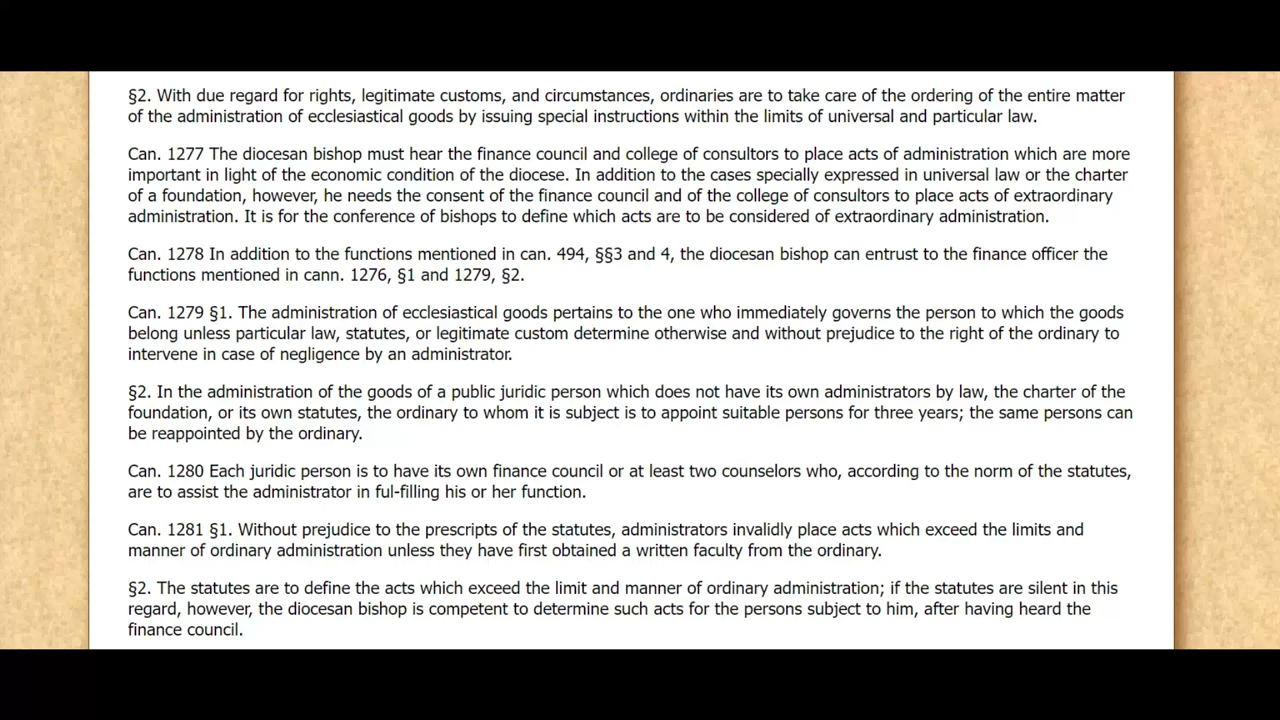 §2. With due regard for rights, legitimate customs, and circumstances, ordinaries are to take care of the ordering of the entire matter
of the administration of ecclesiastical goods by issuing special instructions within the limits of universal and particular law.
Can. 1277 The diocesan bishop must hear the finance council and college of consultors to place acts of administration which are more
important in light of the economic condition of the diocese. In addition to the cases specially expressed in universal law or the charter
of a foundation, however, he needs the consent of the finance council and of the college of consultors to place acts of extraordinary
administration. It is for the conference of bishops to define which acts are to be considered of extraordinary administration.
Can. 1278 In addition to the functions mentioned in can. 494, §§3 and 4, the diocesan bishop can entrust to the finance officer the
functions mentioned in cann. 1276, §1 and 1279, §2.
Can. 1279 §1. The administration of ecclesiastical goods pertains to the one who immediately governs the person to which the goods
belong unless particular law, statutes, or legitimate custom determine otherwise and without prejudice to the right of the ordinary to
intervene in case of negligence by an administrator.
§2. In the administration of the goods of a public juridic person which does not have its own administrators by law, the charter of the
foundation, or its own statutes, the ordinary to whom it is subject is to appoint suitable persons for three years; the same persons can
be reappointed by the ordinary.
Can. 1280 Each juridic person is to have its own finance council or at least two counselors who, according to the norm of the statutes,
are to assist the administrator in ful-filling his or her function.
Can. 1281 §1. Without prejudice to the prescripts of the statutes, administrators invalidly place acts which exceed the limits and
manner of ordinary administration unless they have first obtained a written faculty from the ordinary.
§2. The statutes are to define the acts which exceed the limit and manner of ordinary administration; if the statutes are silent in this
regard, however, the diocesan bishop is competent to determine such acts for the persons subject to him, after having heard the
finance council.